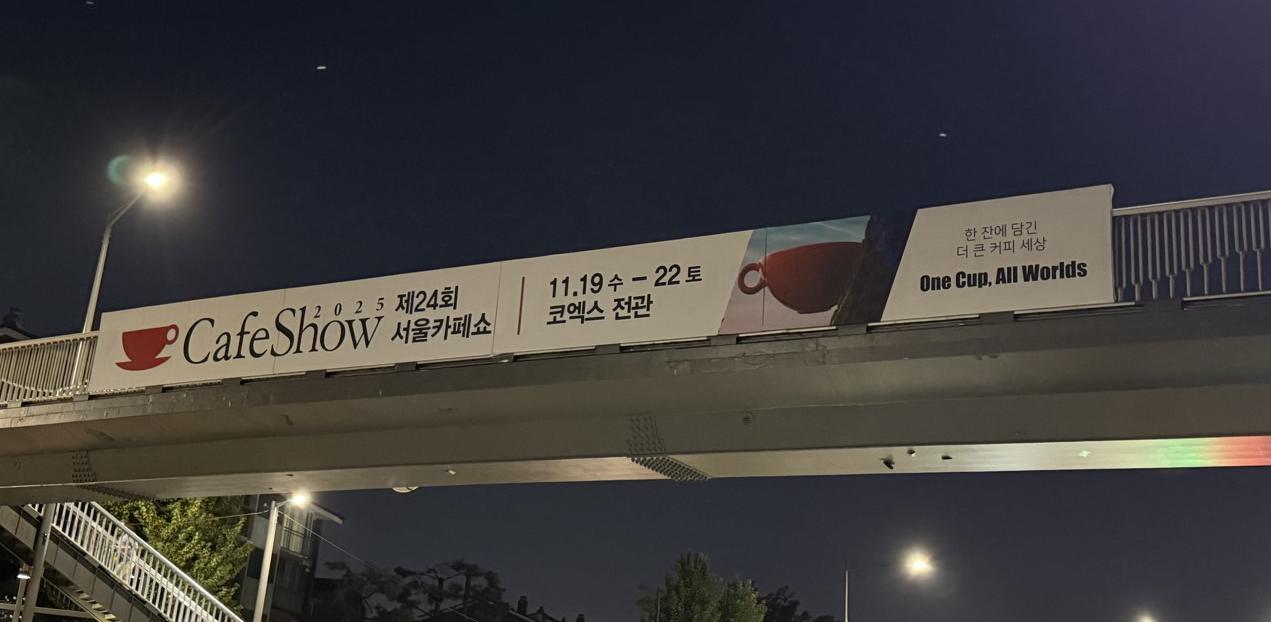 CafeShow
2025
제24회
서울카페쇼
11.19 수 – 22 토
코엑스 전관
한 잔에 담긴
더 큰 커피 세상
One Cup, All Worlds